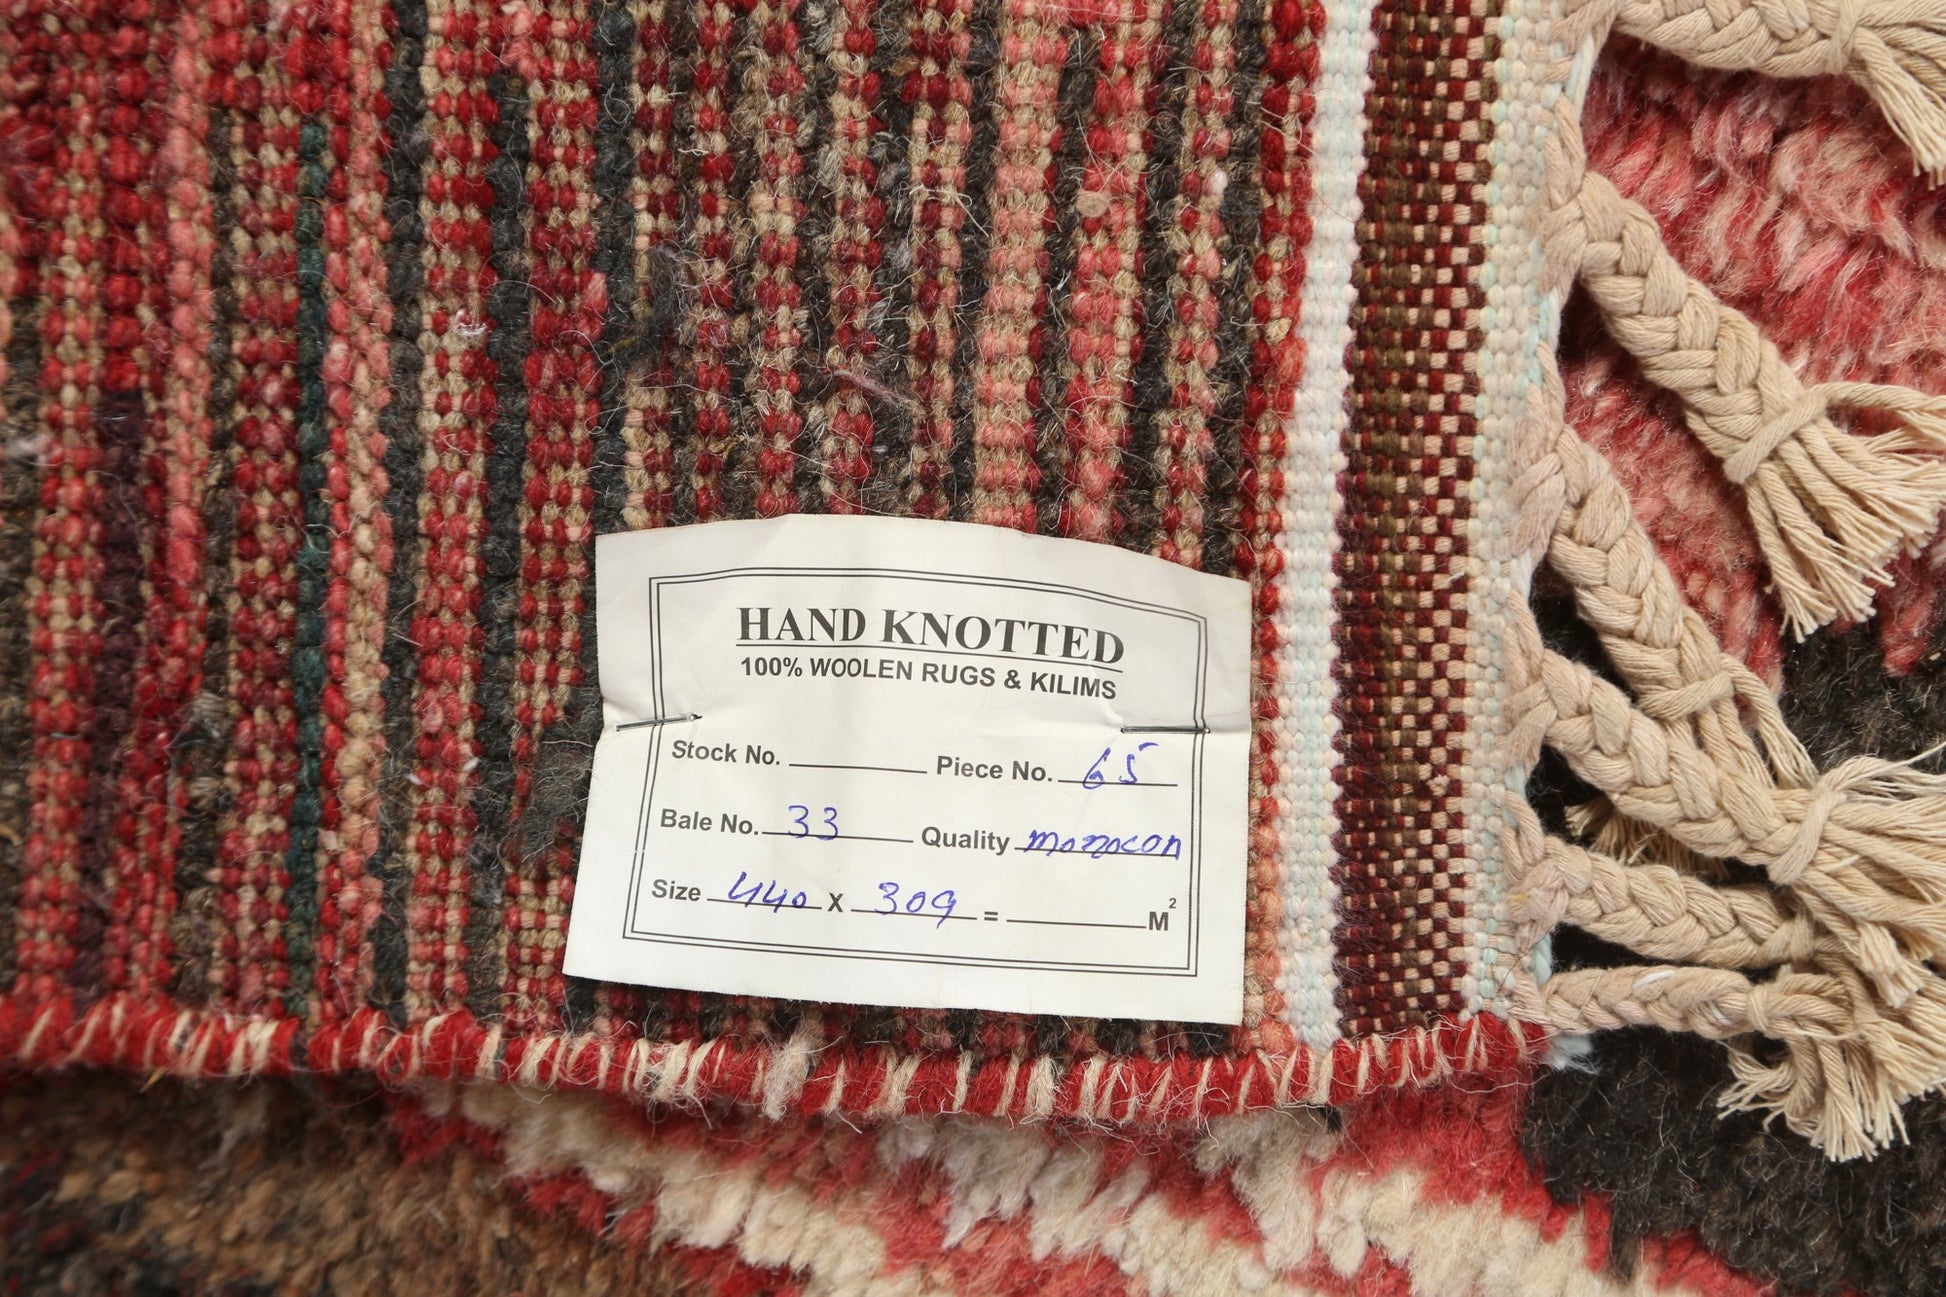 HAND KNOTTED
100% WOOLEN RUGS & KILIMS
Stock No. Piece No. 65
Bale No. 33 Quality morocon
Size 440 x 309 = M²